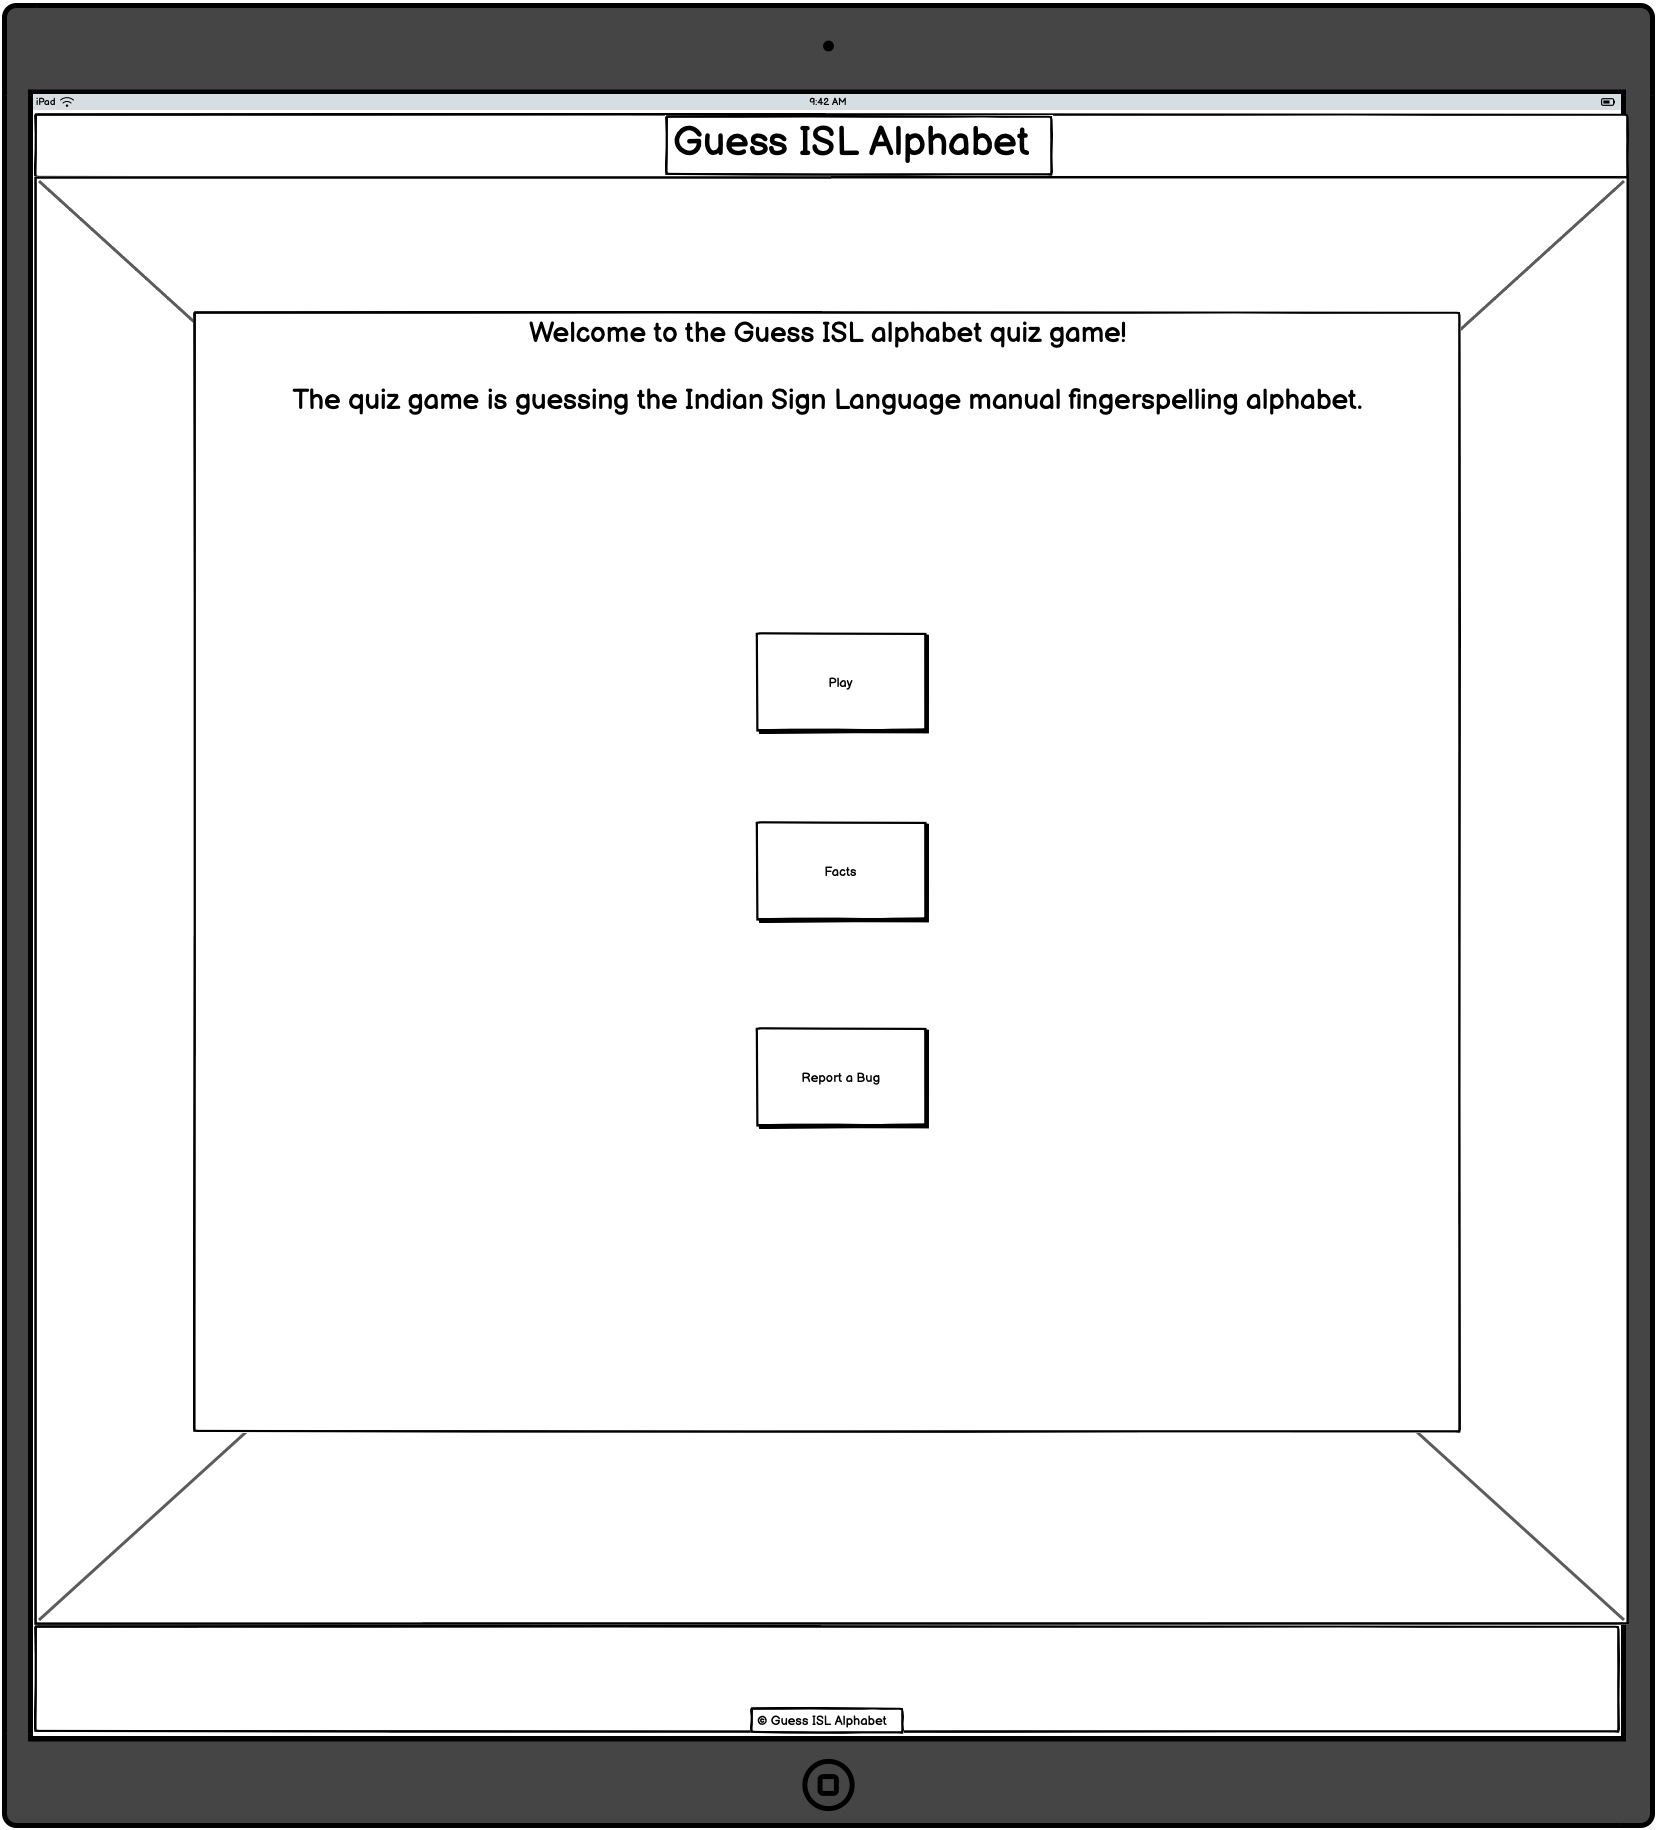 iPad
9:42 AM
Guess ISL Alphabet
Welcome to the Guess ISL alphabet quiz game!
The quiz game is guessing the Indian Sign Language manual fingerspelling alphabet.
Play
Facts
Report a Bug
© Guess ISL Alphabet